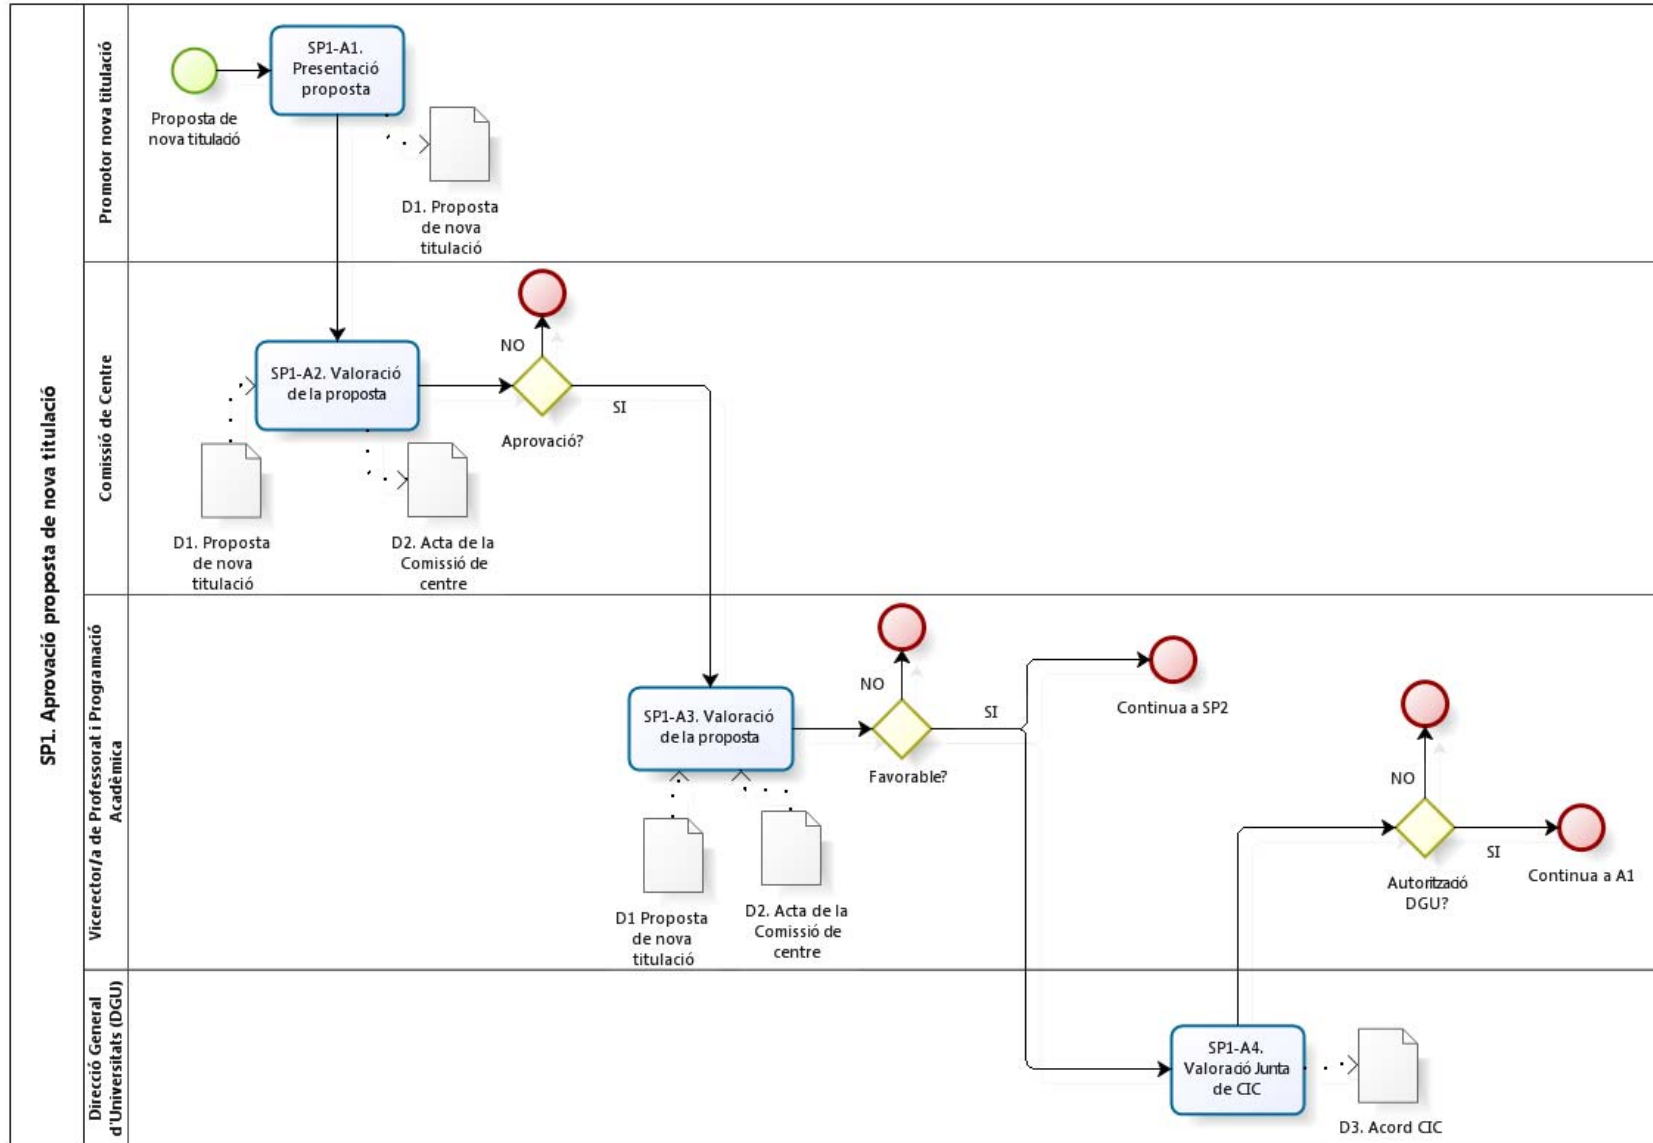 SP1. Aprovació proposta de nova titulació
Promotor nova titulació
Proposta de
nova titulació
SP1-A1.
Presentació
proposta
D1. Proposta
de nova
titulació
Comissió de Centre
SP1-A2. Valoració
de la proposta
D1. Proposta
de nova
titulació
D2. Acta de la
Comissió de
centre
NO
SI
Aprovació?
Vicerector/a de Professorat i Programació
Acadèmica
SP1-A3. Valoració
de la proposta
D1 Proposta
de nova
titulació
D2. Acta de la
Comissió de
centre
NO
SI
Favorable?
Continua a SP2
NO
SI
Autorització
DGU?
Continua a A1
Direcció General
d'Universitats (DGU)
SP1-A4.
Valoració Junta
de CIC
D3. Acord CIC